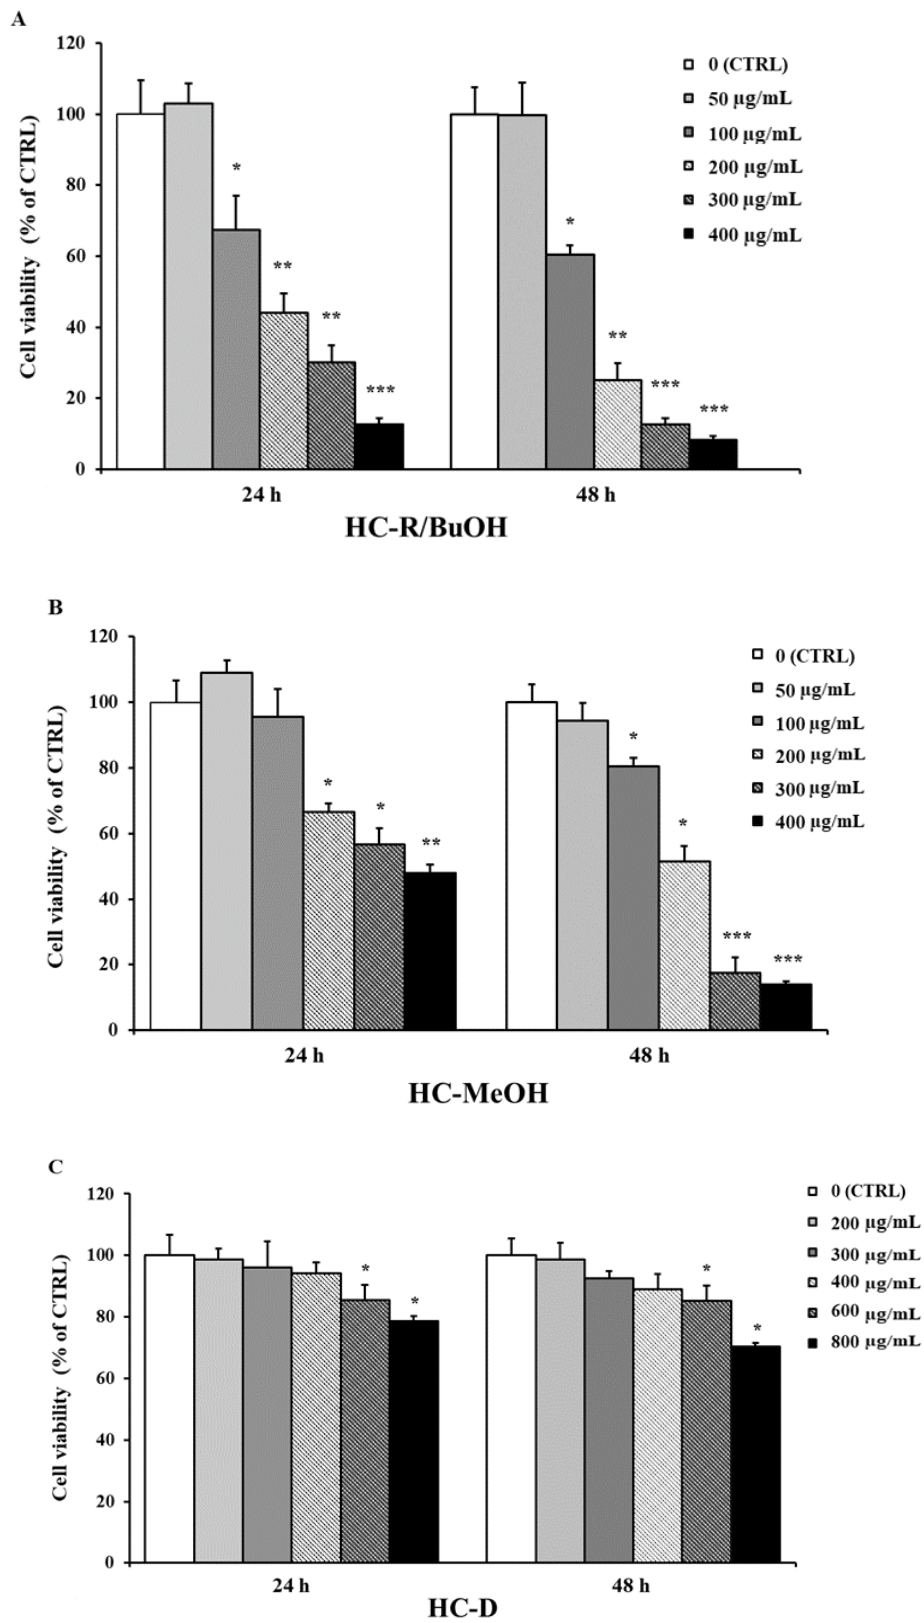 A
120
100
80
60
40
20
0
Cell viability (% of CTRL)
0 (CTRL)
50 µg/mL
100 µg/mL
200 µg/mL
300 µg/mL
400 µg/mL
*
**
**
***
*
**
***
***
24 h
48 h
HC-R/BuOH
B
120
100
80
60
40
20
0
Cell viability (% of CTRL)
0 (CTRL)
50 µg/mL
100 µg/mL
200 µg/mL
300 µg/mL
400 µg/mL
*
*
**
*
*
***
***
24 h
48 h
HC-MeOH
C
120
100
80
60
40
20
0
Cell viability (% of CTRL)
0 (CTRL)
200 µg/mL
300 µg/mL
400 µg/mL
600 µg/mL
800 µg/mL
*
*
*
*
24 h
48 h
HC-D